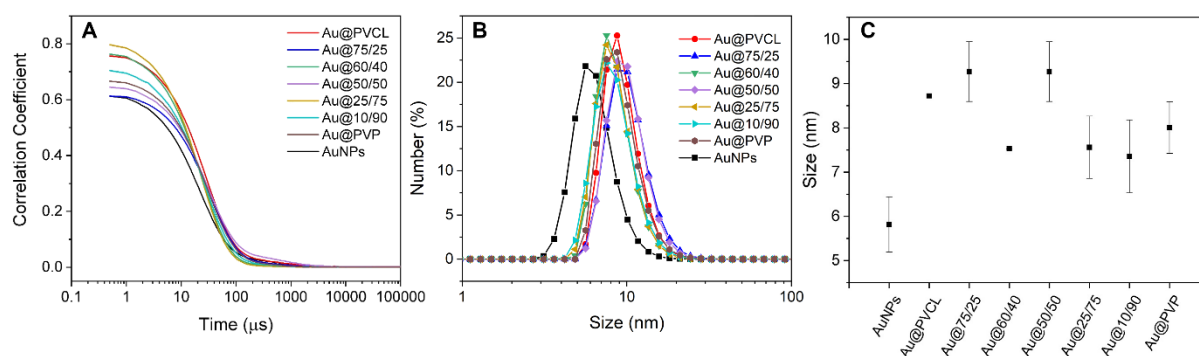 A
Correlation Coefficient
0.8
0.6
0.4
0.2
0.0
0.1
1
10
100
1000
10000
100000
Time (μs)
Au@PVCL
Au@75/25
Au@60/40
Au@50/50
Au@25/75
Au@10/90
Au@PVP
AuNPs
B
Number (%)
25
20
15
10
5
0
1
10
100
Size (nm)
Au@PVCL
Au@75/25
Au@60/40
Au@50/50
Au@25/75
Au@10/90
Au@PVP
AuNPs
C
Size (nm)
10
9
8
7
6
5
AuNPs
Au@PVCL
Au@75/25
Au@60/40
Au@50/50
Au@25/75
Au@10/90
Au@PVP